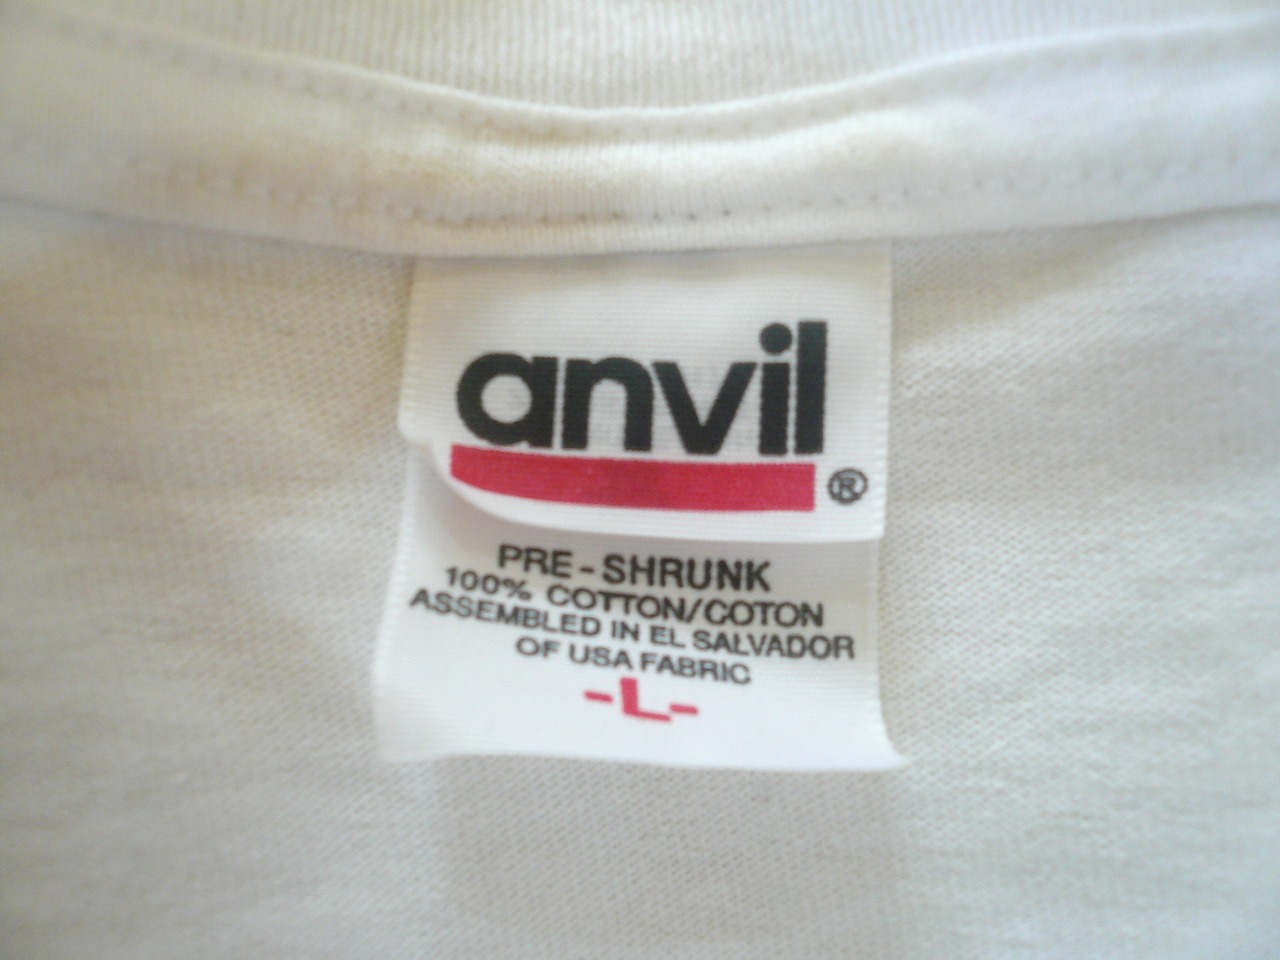 anvil
®
PRE-SHRUNK
100% COTTON/COTON
ASSEMBLED IN EL SALVADOR
OF USA FABRIC
-L-